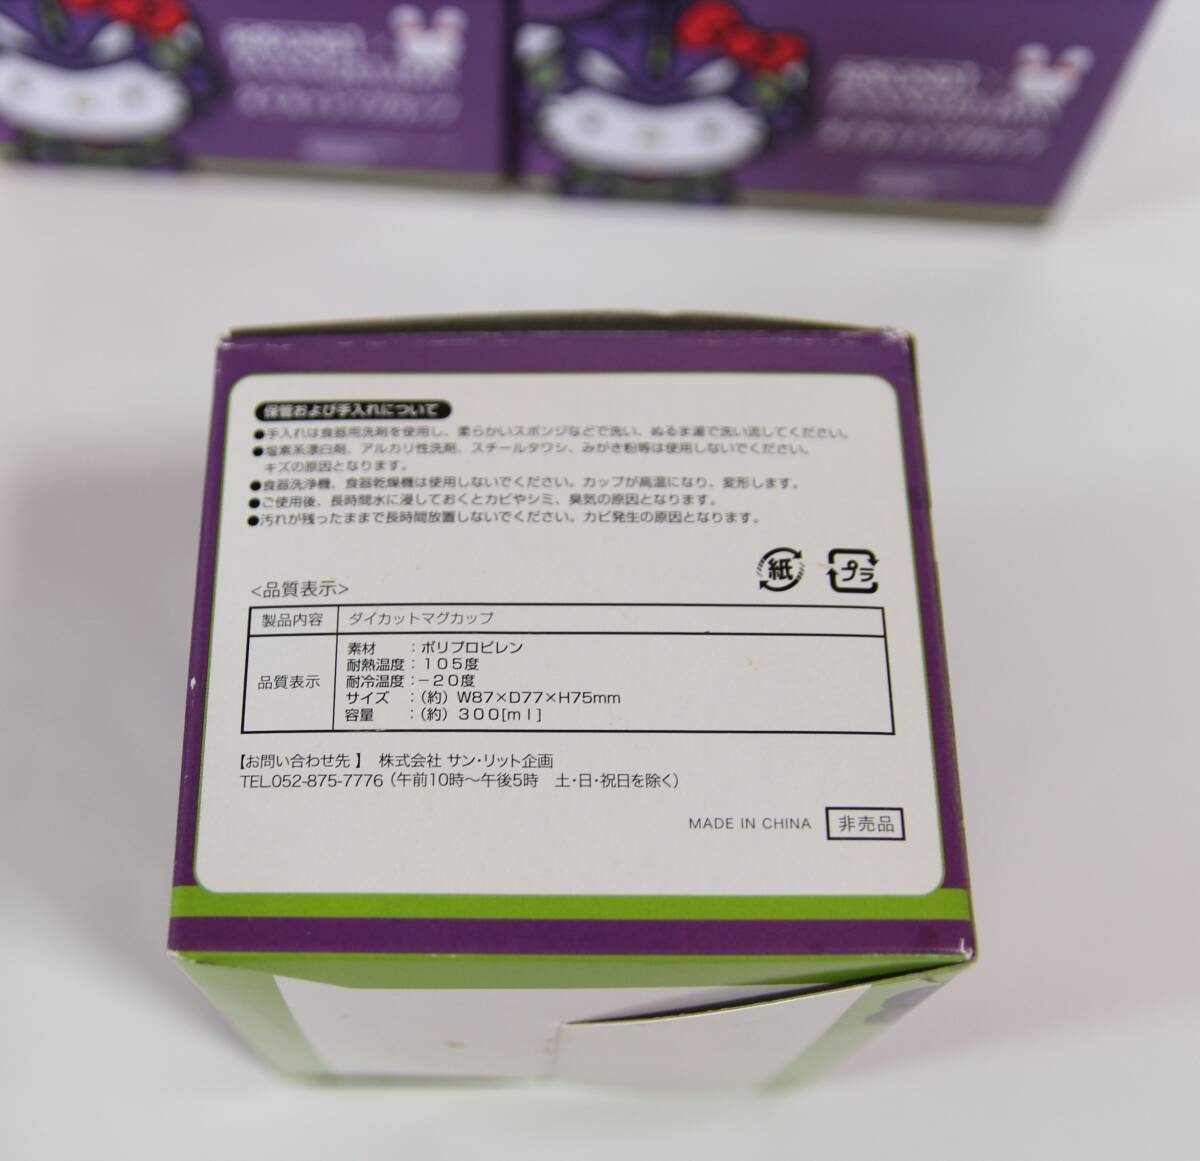 保管および手入れについて
●手入れは食器用洗剤を使用し、柔らかいスポンジなどで洗い、ぬるま湯で洗い流してください。
●塩素系漂白剤、アルカリ性洗剤、スチールタワシ、みがき粉等は使用しないでください。
キズの原因となります。
●食器洗浄機、食器乾燥機は使用しないでください。カップが高温になり、変形します。
●ご使用後、長時間水に浸しておくとカビやシミ、臭気の原因となります。
●汚れが残ったままで長時間放置しないでください。カビ発生の原因となります。
紙 プラ
<品質表示>
製品内容 ダイカットマグカップ
品質表示
素材 :ポリプロピレン
耐熱温度:105度
耐冷温度:−20度
サイズ :(約) W87×D77×H75mm
容量 :(約) 300[ml]
【お問い合わせ先】 株式会社 サン・リット企画
TEL.052-875-7776（午前10時〜午後5時 土・日・祝日を除く）
MADE IN CHINA 非売品